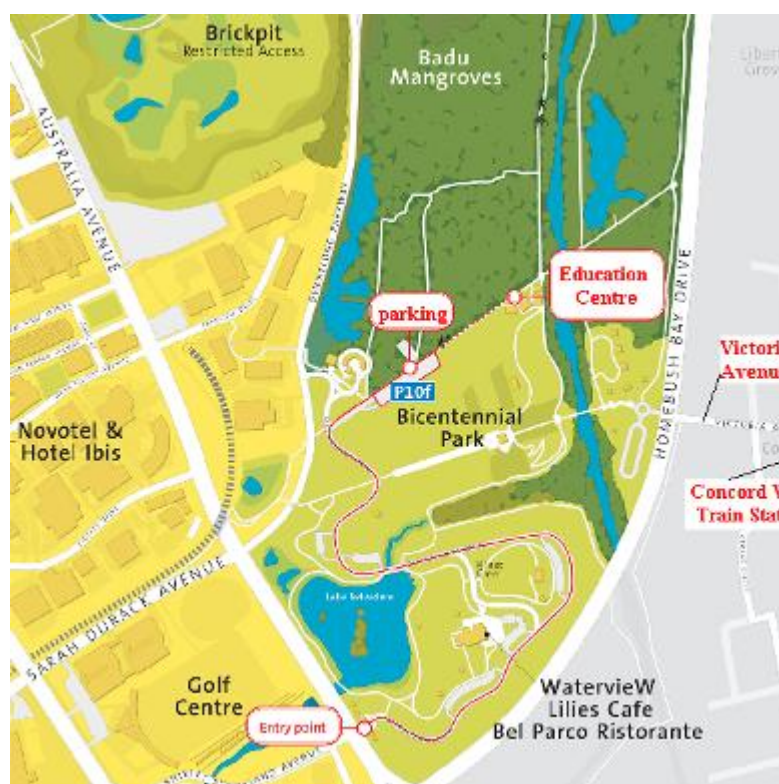 Brickpit
Restricted Access
Badu
Mangroves
AUSTRALIA AVENUE
Education
Centre
parking
P10f
HOMEBUSH BAY DRIVE
Victori
Avenu
VICTORIA
Bicentennial
Park
Novotel &
Hotel Ibis
Concord W
Train Stat
SARAH DURACK AVENUE
Lake Belvedere
Golf
Centre
WatervieW
Lilies Cafe
Bel Parco Ristorante
Entry point